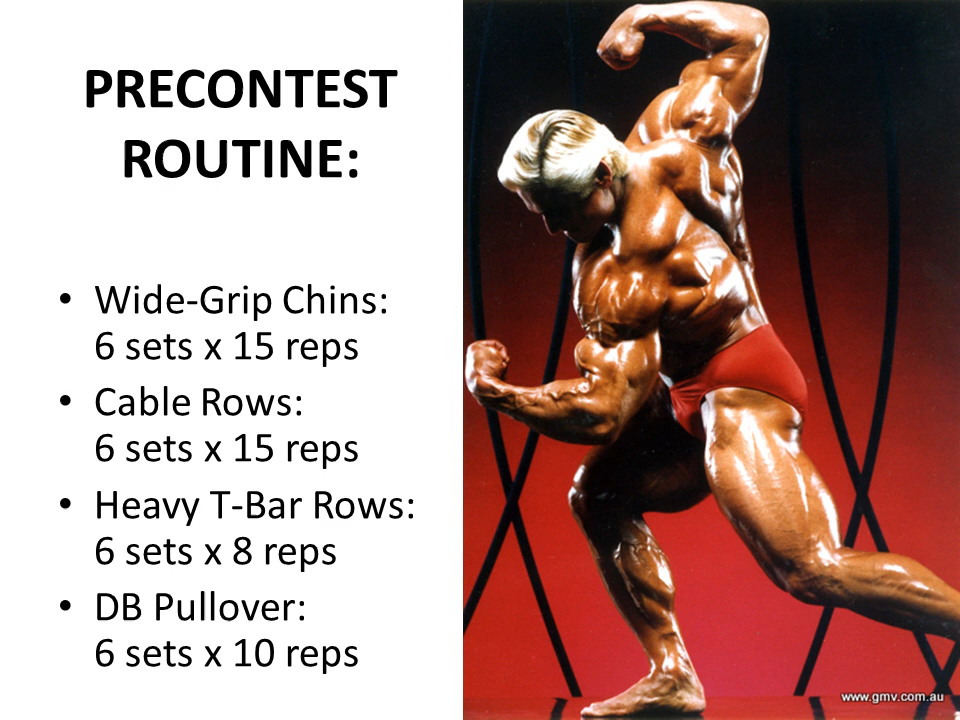 PRECONTEST
ROUTINE:
• Wide-Grip Chins:
6 sets x 15 reps
• Cable Rows:
6 sets x 15 reps
• Heavy T-Bar Rows:
6 sets x 8 reps
• DB Pullover:
6 sets x 10 reps
www.gmv.com.au